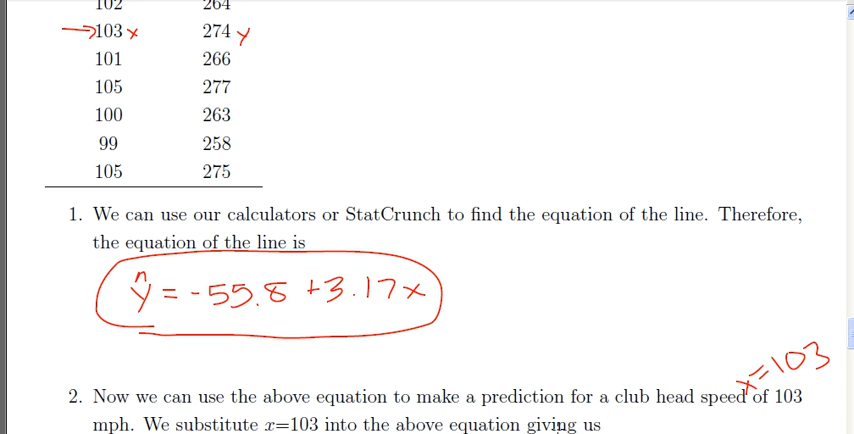 102 264
→103 x 274 y
101 266
105 277
100 263
99 258
105 275
1. We can use our calculators or StatCrunch to find the equation of the line. Therefore,
the equation of the line is
ŷ = -55.8 + 3.17x
x=103
2. Now we can use the above equation to make a prediction for a club head speed of 103
mph. We substitute x=103 into the above equation giving us